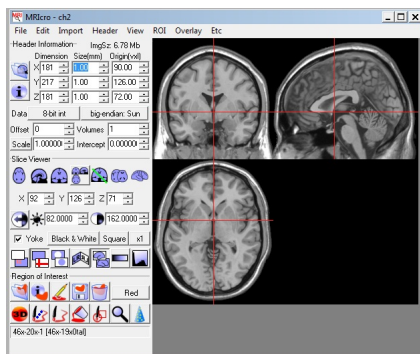 MRIcro - ch2
File Edit Import Header View ROI Overlay Etc
Header Information ImgSz: 6.78 Mb
Dimension Size(mm) Origin(vxl)
X 181 1.00 90.00
Y 217 1.00 126.00
Z 181 1.00 72.00
Data 8-bit int big-endian: Sun
Offset 0 Volumes 1
Scale 1.00000 Intercept 0.00000
Slice Viewer
X 92 Y 126 Z 71
82.0000 162.0000
Yoke Black & White Square x1
Region of Interest
Red
3D
46x-20x-1 [46x-19x0tal]